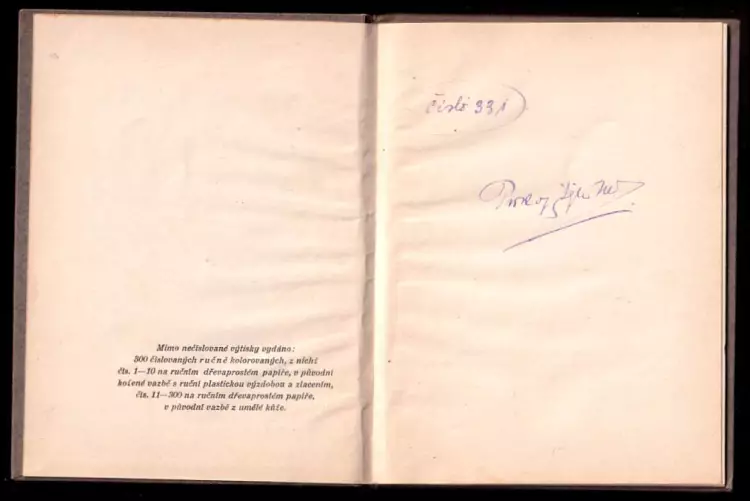 Mimo nečíslované výtisky vydáno:
300 číslovaných ručně kolorovaných, z nichž
čís. 1—10 na ručním dřevaprostém papíře, v původní
kožené vazbě s ruční plastickou výzdobou a zlacením,
čís. 11—300 na ručním dřevaprostém papíře,
v původní vazbě z umělé kůže.
číslo 331